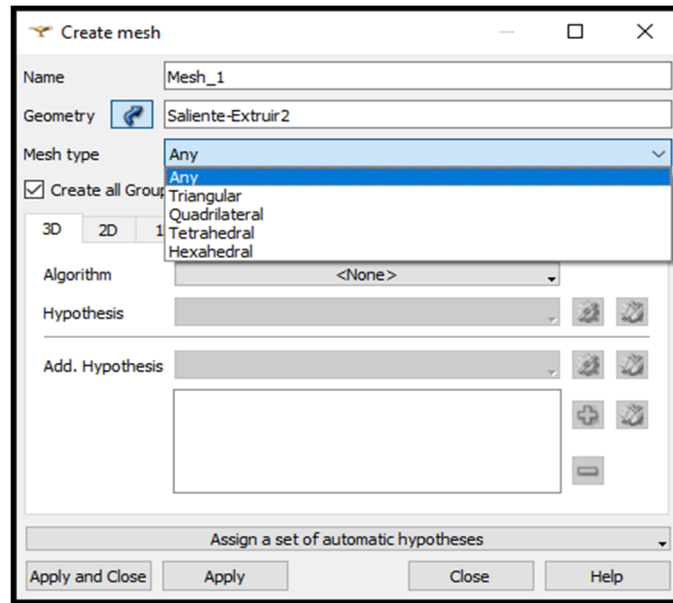 Create mesh
Name Mesh_1
Geometry Saliente-Extruir2
Mesh type Any
Any
Create all Grou
Triangular
Quadrilateral
Tetrahedral
Hexahedral
3D 2D 1
Algorithm <None>
Hypothesis
Add. Hypothesis
Assign a set of automatic hypotheses
Apply and Close Apply Close Help